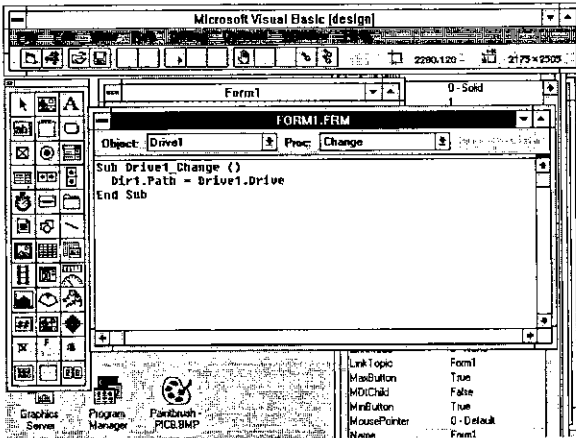 Microsoft Visual Basic [design]
2280,120
2175×2505
Form1
0 - Solid
1
FORM1.FRM
Object: Drive1
Proc: Change
Sub Drive1_Change ()
Dir1.Path = Drive1.Drive
End Sub
LinkTopic Form1
MaxButton True
MDIChild False
MinButton True
MousePointer 0 - Default
Name Form1
Graphics Server
Program Manager
Paintbrush - PIC8.BMP